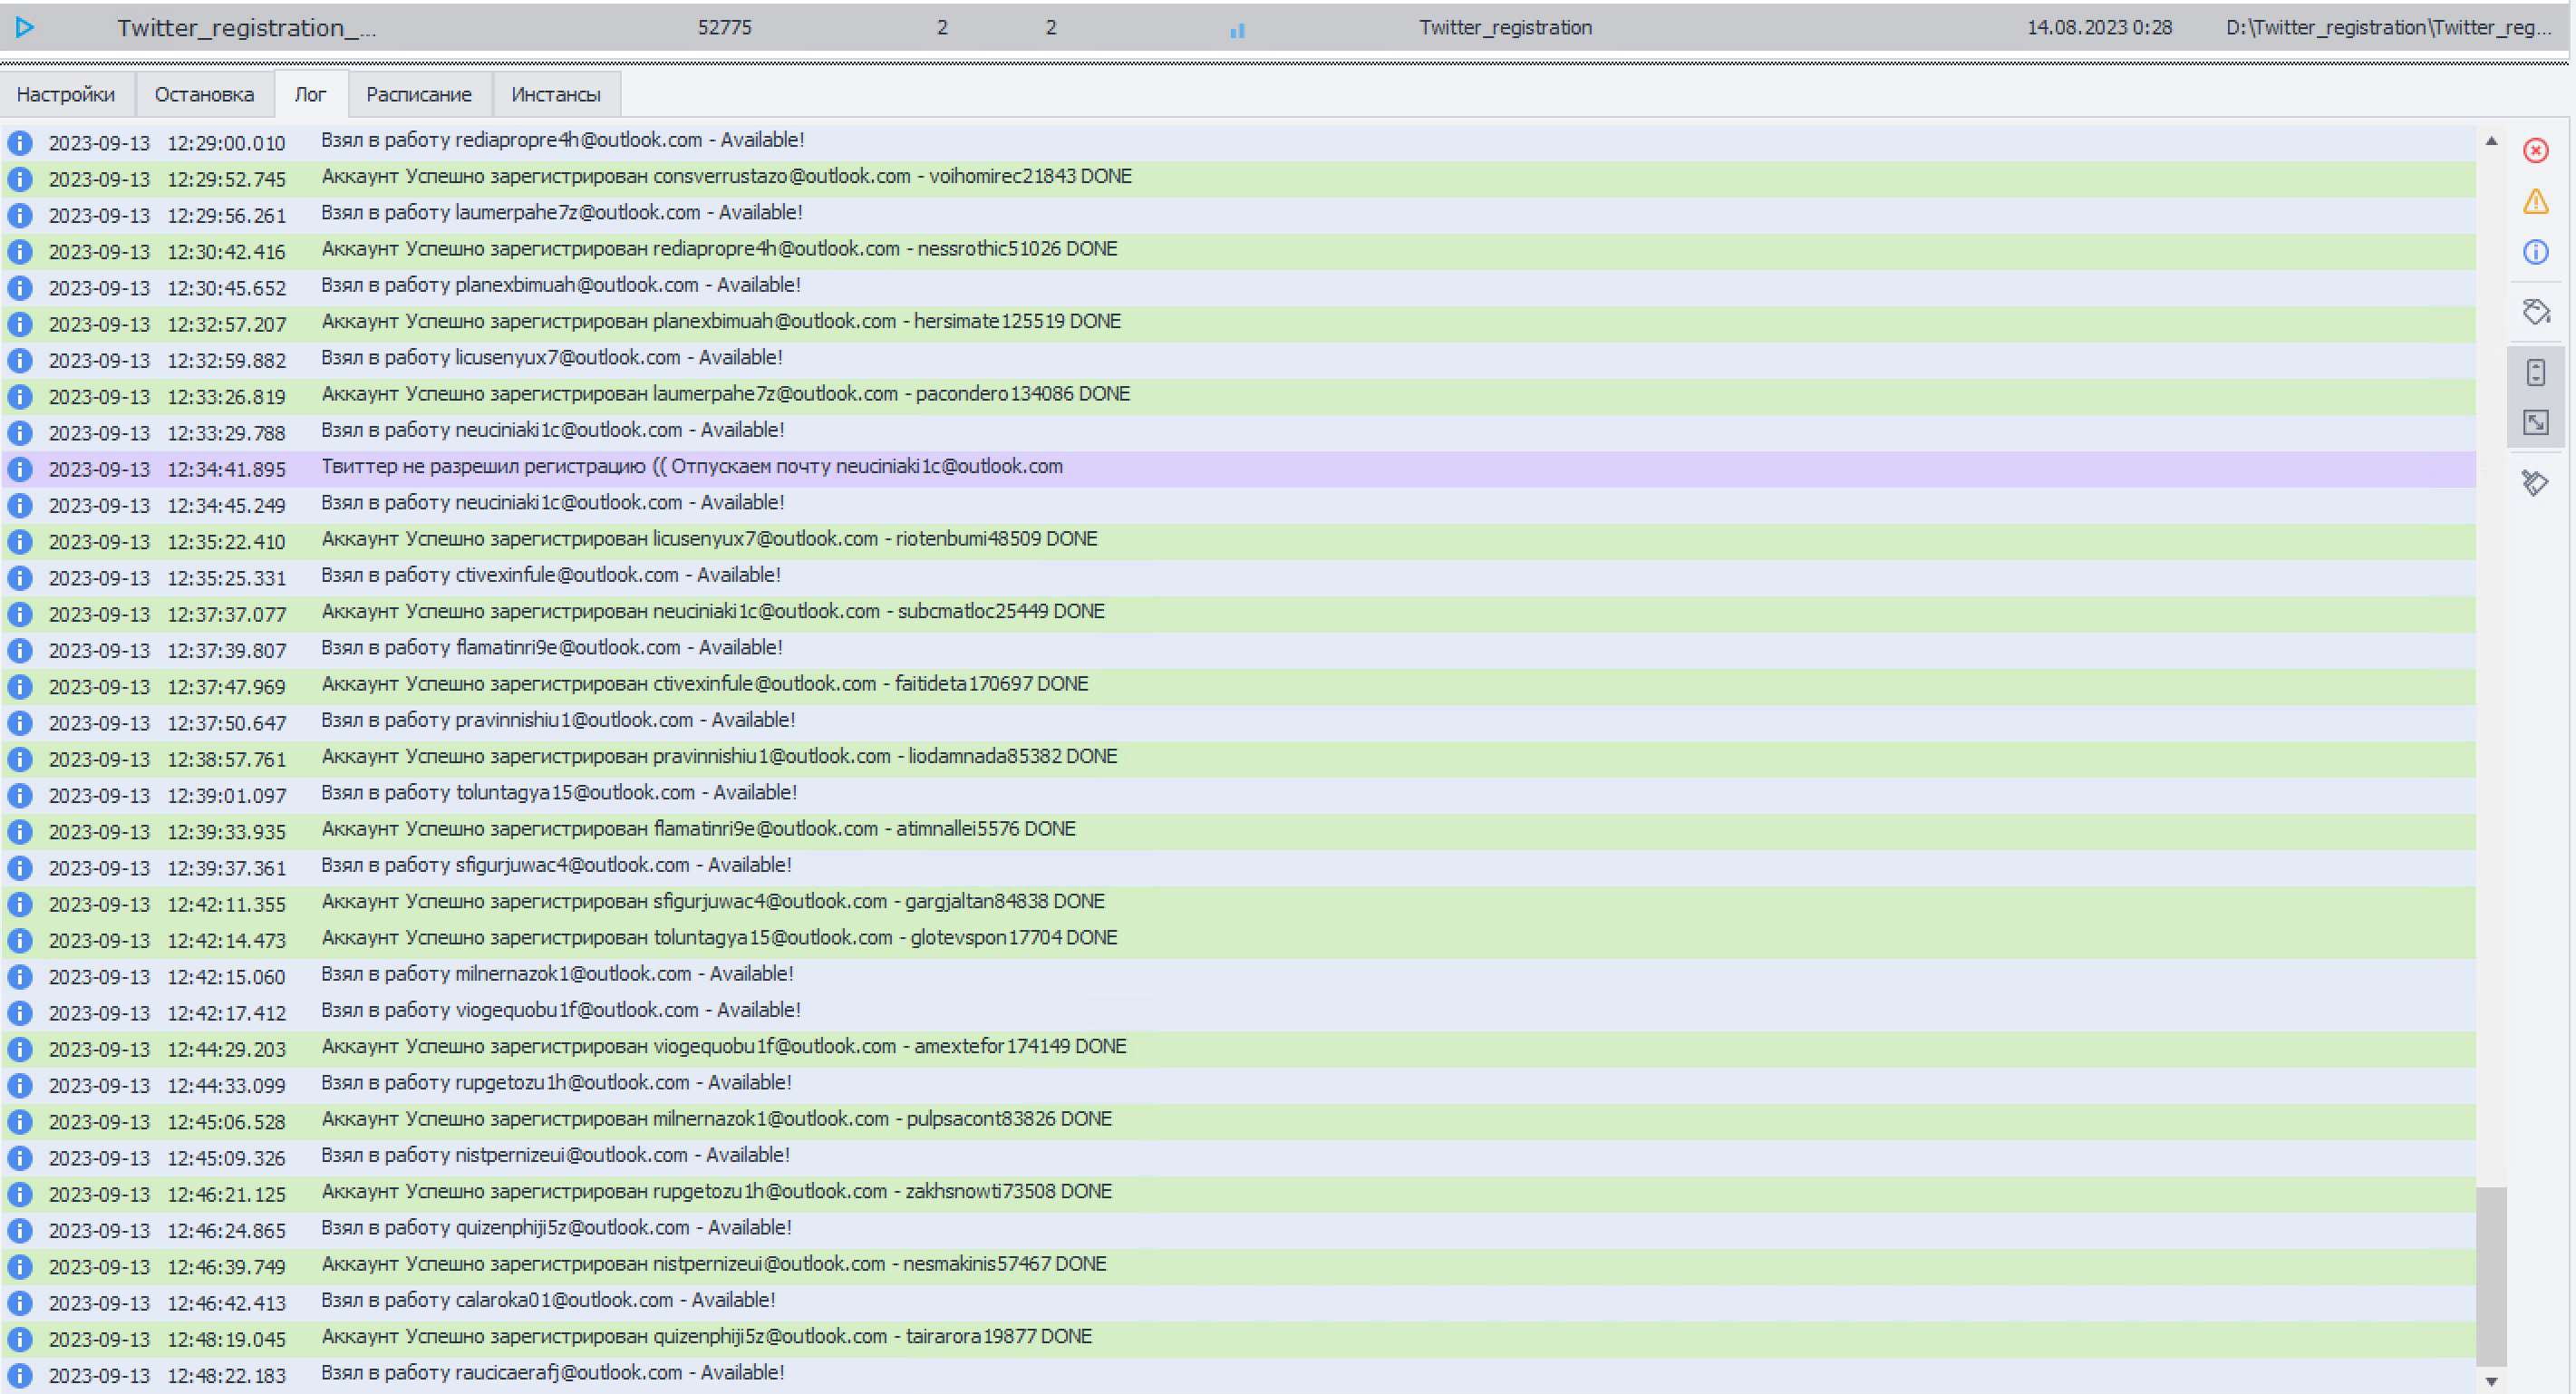 Twitter_registration_... 52775 2 2 Twitter_registration 14.08.2023 0:28 D:\Twitter_registration\Twitter_reg...
Настройки Остановка Лог Расписание Инстансы
2023-09-13 12:29:00.010 Взял в работу rediapropre4h@outlook.com - Available!
2023-09-13 12:29:52.745 Аккаунт Успешно зарегистрирован consverrustazo@outlook.com - voihomirec21843 DONE
2023-09-13 12:29:56.261 Взял в работу laumerpahe7z@outlook.com - Available!
2023-09-13 12:30:42.416 Аккаунт Успешно зарегистрирован rediapropre4h@outlook.com - nessrothic51026 DONE
2023-09-13 12:30:45.652 Взял в работу planexbimuah@outlook.com - Available!
2023-09-13 12:32:57.207 Аккаунт Успешно зарегистрирован planexbimuah@outlook.com - hersimate125519 DONE
2023-09-13 12:32:59.882 Взял в работу licusenyux7@outlook.com - Available!
2023-09-13 12:33:26.819 Аккаунт Успешно зарегистрирован laumerpahe7z@outlook.com - pacondero134086 DONE
2023-09-13 12:33:29.788 Взял в работу neuciniaki1c@outlook.com - Available!
2023-09-13 12:34:41.895 Твиттер не разрешил регистрацию (( Отпускаем почту neuciniaki1c@outlook.com
2023-09-13 12:34:45.249 Взял в работу neuciniaki1c@outlook.com - Available!
2023-09-13 12:35:22.410 Аккаунт Успешно зарегистрирован licusenyux7@outlook.com - riotenbumi48509 DONE
2023-09-13 12:35:25.331 Взял в работу ctivexinfule@outlook.com - Available!
2023-09-13 12:37:37.077 Аккаунт Успешно зарегистрирован neuciniaki1c@outlook.com - subcmatloc25449 DONE
2023-09-13 12:37:39.807 Взял в работу flamatinri9e@outlook.com - Available!
2023-09-13 12:37:47.969 Аккаунт Успешно зарегистрирован ctivexinfule@outlook.com - faitideta170697 DONE
2023-09-13 12:37:50.647 Взял в работу pravinnishiu1@outlook.com - Available!
2023-09-13 12:38:57.761 Аккаунт Успешно зарегистрирован pravinnishiu1@outlook.com - liodamnada85382 DONE
2023-09-13 12:39:01.097 Взял в работу toluntagya15@outlook.com - Available!
2023-09-13 12:39:33.935 Аккаунт Успешно зарегистрирован flamatinri9e@outlook.com - atimnallei5576 DONE
2023-09-13 12:39:37.361 Взял в работу sfigurjuwac4@outlook.com - Available!
2023-09-13 12:42:11.355 Аккаунт Успешно зарегистрирован sfigurjuwac4@outlook.com - gargjaltan84838 DONE
2023-09-13 12:42:14.473 Аккаунт Успешно зарегистрирован toluntagya15@outlook.com - glotevspon17704 DONE
2023-09-13 12:42:15.060 Взял в работу milnernazok1@outlook.com - Available!
2023-09-13 12:42:17.412 Взял в работу viogequobu1f@outlook.com - Available!
2023-09-13 12:44:29.203 Аккаунт Успешно зарегистрирован viogequobu1f@outlook.com - amextefor174149 DONE
2023-09-13 12:44:33.099 Взял в работу rupgetozu1h@outlook.com - Available!
2023-09-13 12:45:06.528 Аккаунт Успешно зарегистрирован milnernazok1@outlook.com - pulpsacont83826 DONE
2023-09-13 12:45:09.326 Взял в работу nistpernizeui@outlook.com - Available!
2023-09-13 12:46:21.125 Аккаунт Успешно зарегистрирован rupgetozu1h@outlook.com - zakhsnowti73508 DONE
2023-09-13 12:46:24.865 Взял в работу quizenphiji5z@outlook.com - Available!
2023-09-13 12:46:39.749 Аккаунт Успешно зарегистрирован nistpernizeui@outlook.com - nesmakinis57467 DONE
2023-09-13 12:46:42.413 Взял в работу calaroka01@outlook.com - Available!
2023-09-13 12:48:19.045 Аккаунт Успешно зарегистрирован quizenphiji5z@outlook.com - tairarora19877 DONE
2023-09-13 12:48:22.183 Взял в работу raucicaerafj@outlook.com - Available!